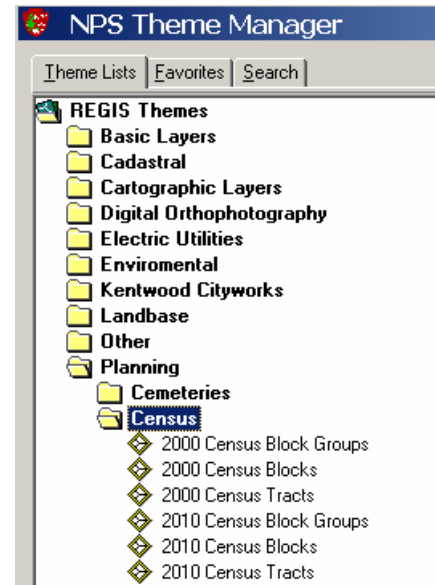 NPS Theme Manager
Theme Lists Favorites Search
REGIS Themes
Basic Layers
Cadastral
Cartographic Layers
Digital Orthophotography
Electric Utilities
Enviromental
Kentwood Cityworks
Landbase
Other
Planning
Cemeteries
Census
2000 Census Block Groups
2000 Census Blocks
2000 Census Tracts
2010 Census Block Groups
2010 Census Blocks
2010 Census Tracts